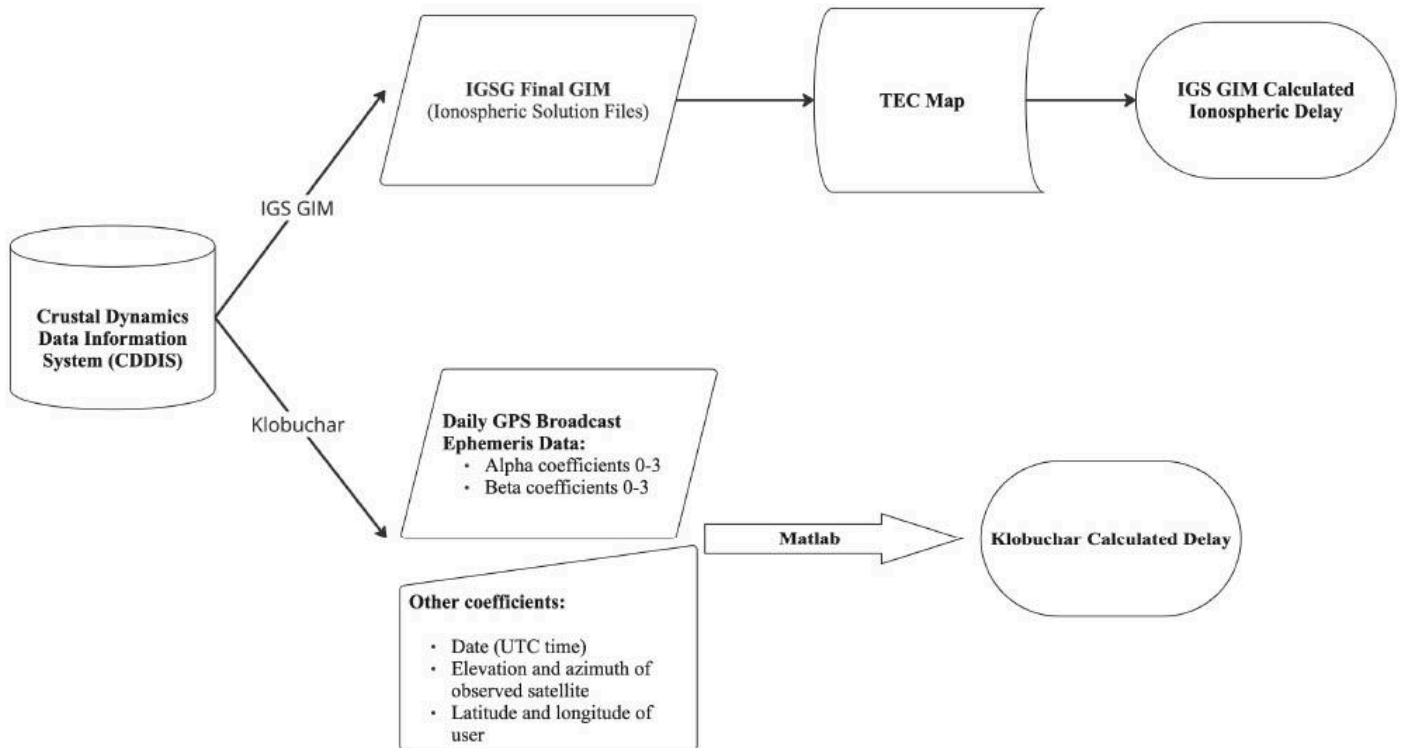 IGSG Final GIM
(Ionospheric Solution Files)
TEC Map
IGS GIM Calculated
Ionospheric Delay
IGS GIM
Crustal Dynamics
Data Information
System (CDDIS)
Klobuchar
Daily GPS Broadcast
Ephemeris Data:
• Alpha coefficients 0-3
• Beta coefficients 0-3
Matlab
Klobuchar Calculated Delay
Other coefficients:
• Date (UTC time)
• Elevation and azimuth of
observed satellite
• Latitude and longitude of
user